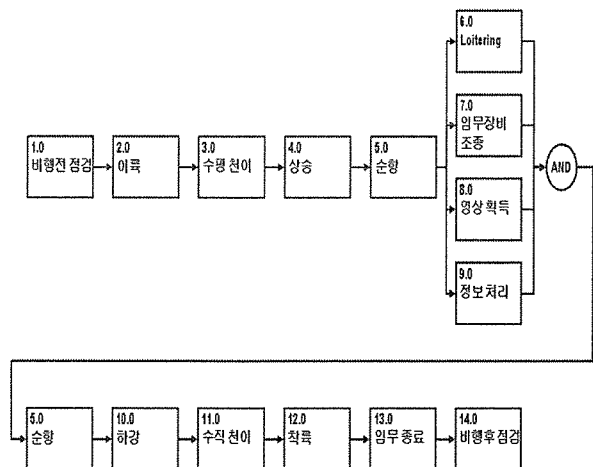 1.0
비행전 점검
2.0
이륙
3.0
수평 천이
4.0
상승
5.0
순항
6.0
Loitering
7.0
임무장비
조종
8.0
영상 획득
9.0
정보 처리
AND
5.0
순항
10.0
하강
11.0
수직 천이
12.0
착륙
13.0
임무 종료
14.0
비행후 점검